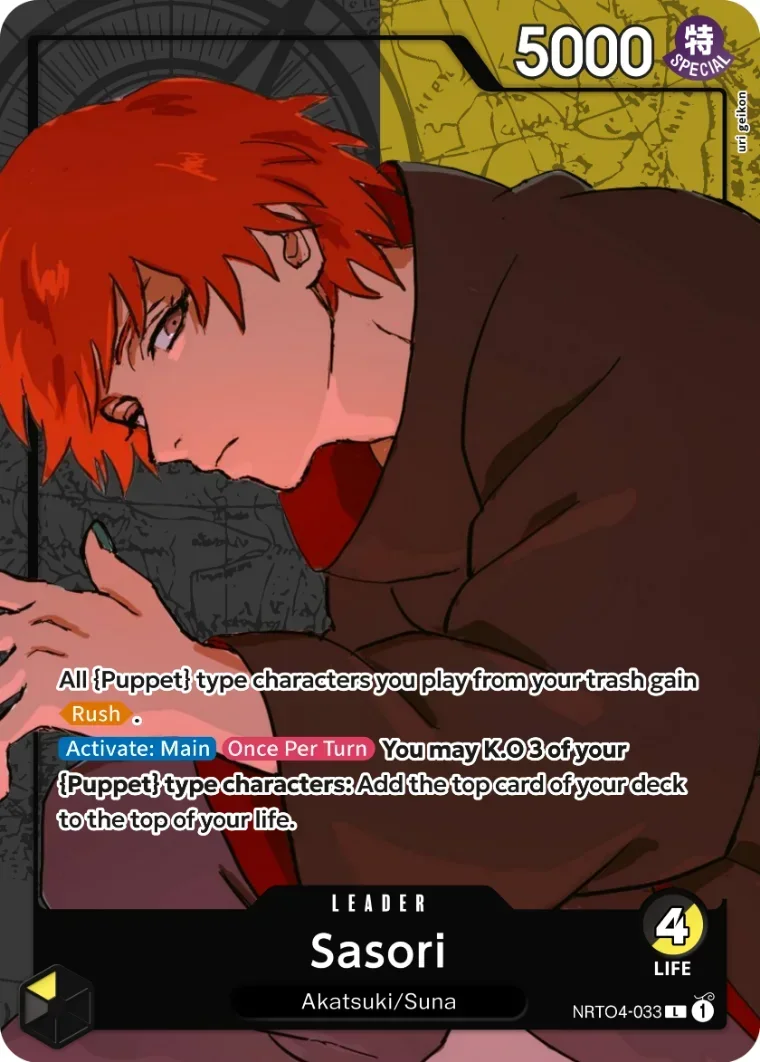 5000
特
SPECIAL
uri geikon
All {Puppet} type characters you play from your trash gain
Rush .
Activate: Main Once Per Turn You may K.O 3 of your
{Puppet} type characters: Add the top card of your deck
to the top of your life.
LEADER
Sasori
4
LIFE
Akatsuki/Suna
NRTO4-033 L 1